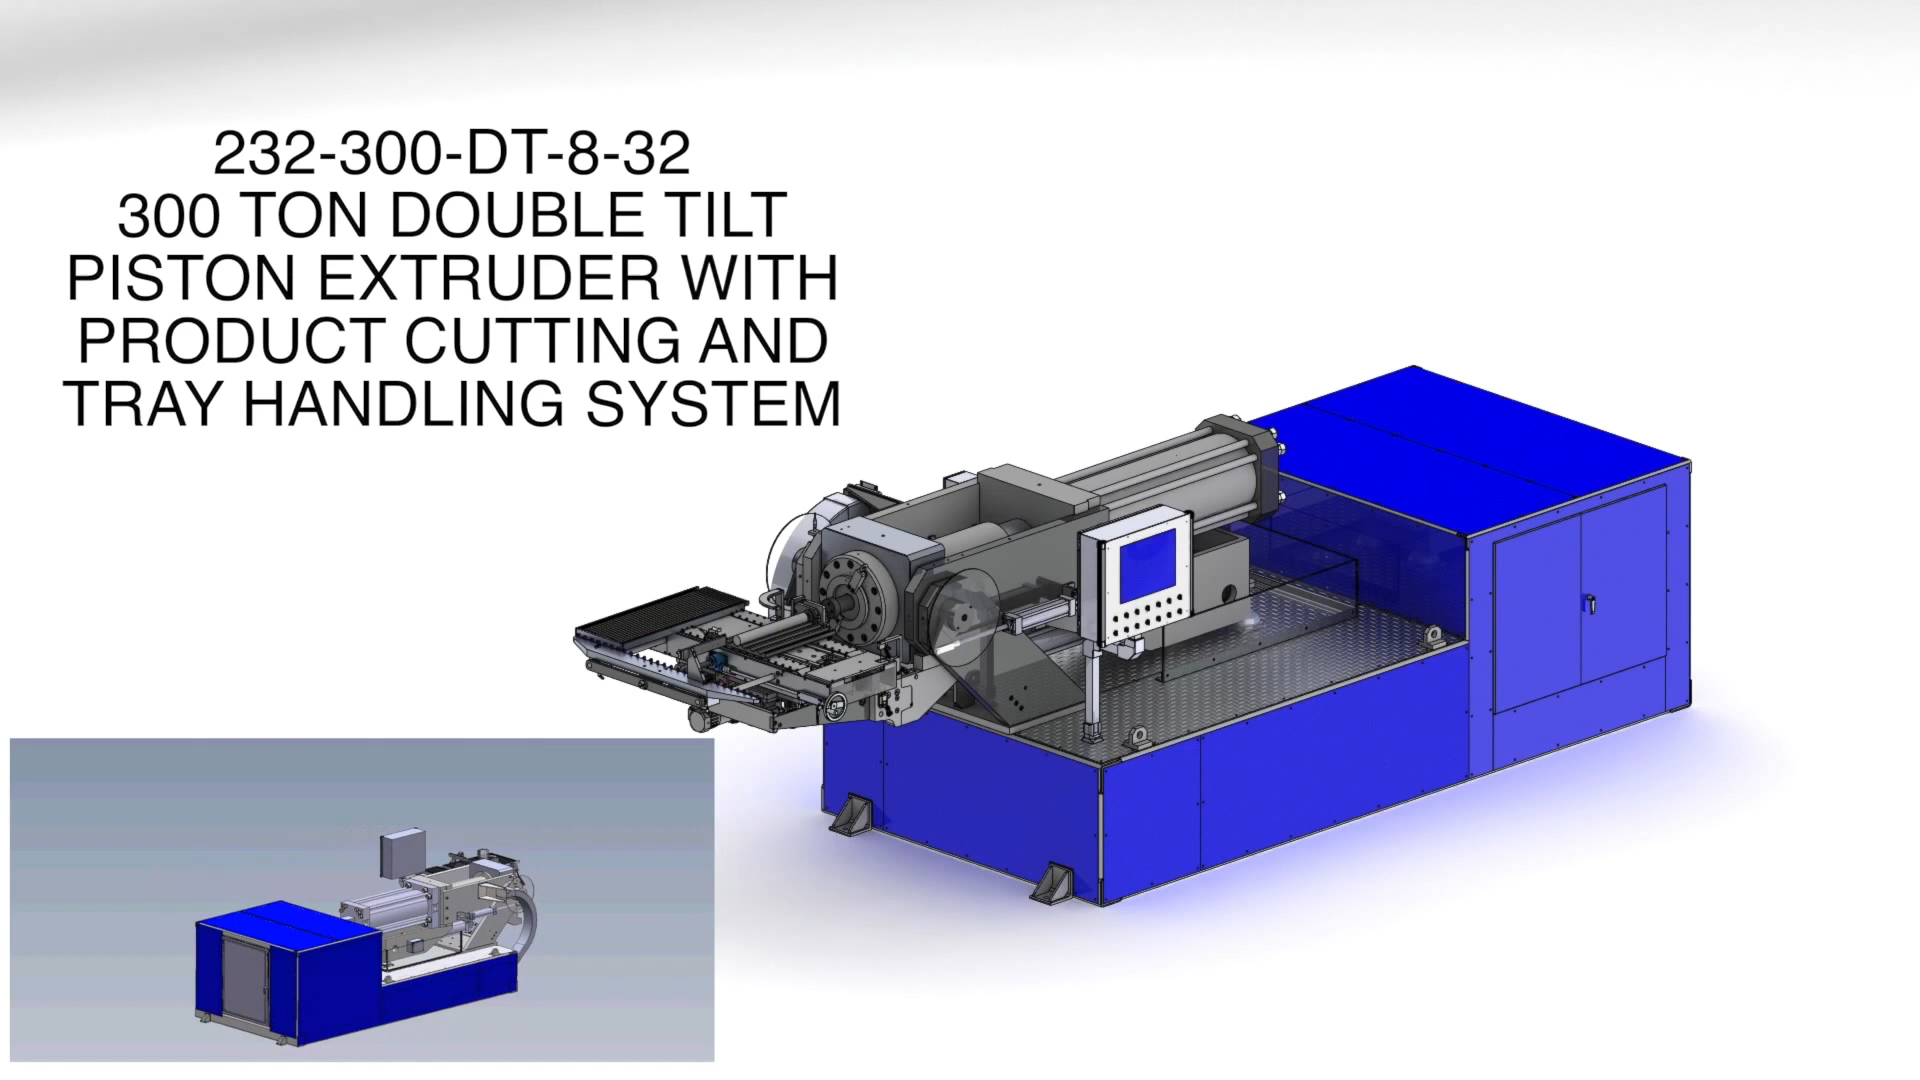 232-300-DT-8-32
300 TON DOUBLE TILT
PISTON EXTRUDER WITH
PRODUCT CUTTING AND
TRAY HANDLING SYSTEM